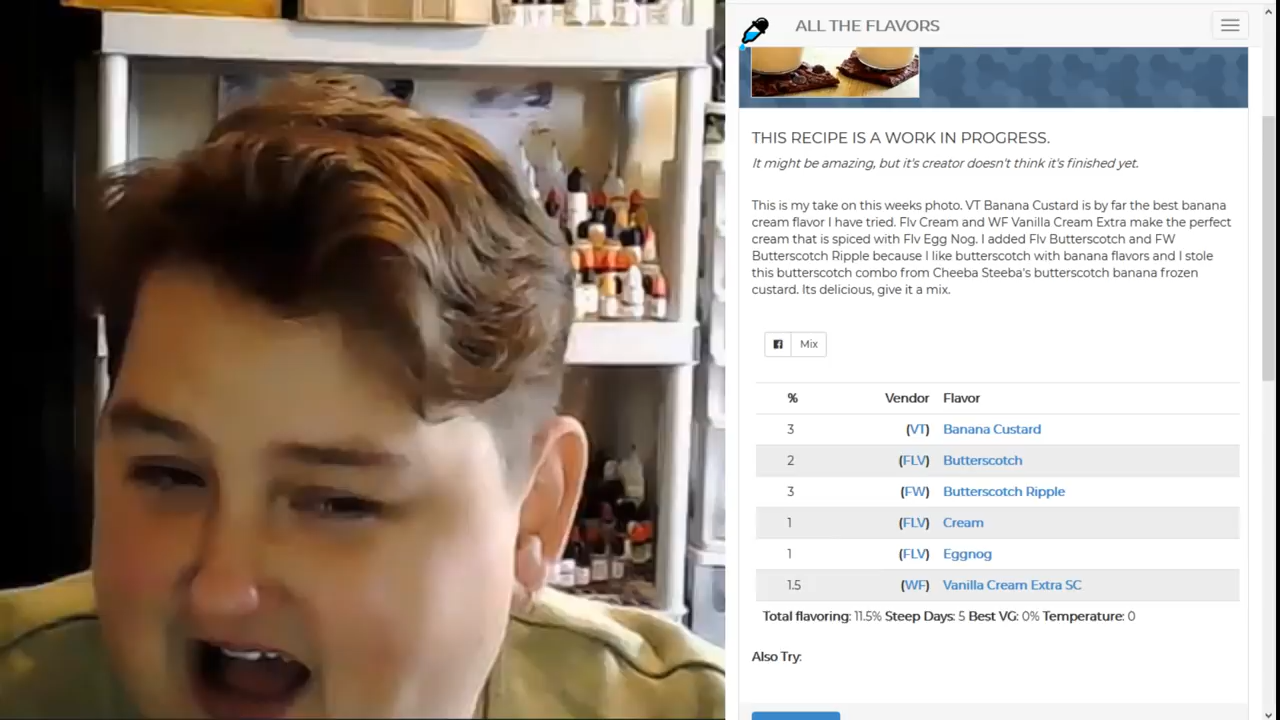 ALL THE FLAVORS
THIS RECIPE IS A WORK IN PROGRESS.
It might be amazing, but it's creator doesn't think it's finished yet.
This is my take on this weeks photo. VT Banana Custard is by far the best banana
cream flavor I have tried. Flv Cream and WF Vanilla Cream Extra make the perfect
cream that is spiced with Flv Egg Nog. I added Flv Butterscotch and FW
Butterscotch Ripple because I like butterscotch with banana flavors and I stole
this butterscotch combo from Cheeba Steeba's butterscotch banana frozen
custard. Its delicious, give it a mix.
Mix
% Vendor Flavor
3 (VT) Banana Custard
2 (FLV) Butterscotch
3 (FW) Butterscotch Ripple
1 (FLV) Cream
1 (FLV) Eggnog
1.5 (WF) Vanilla Cream Extra SC
Total flavoring: 11.5% Steep Days: 5 Best VG: 0% Temperature: 0
Also Try: